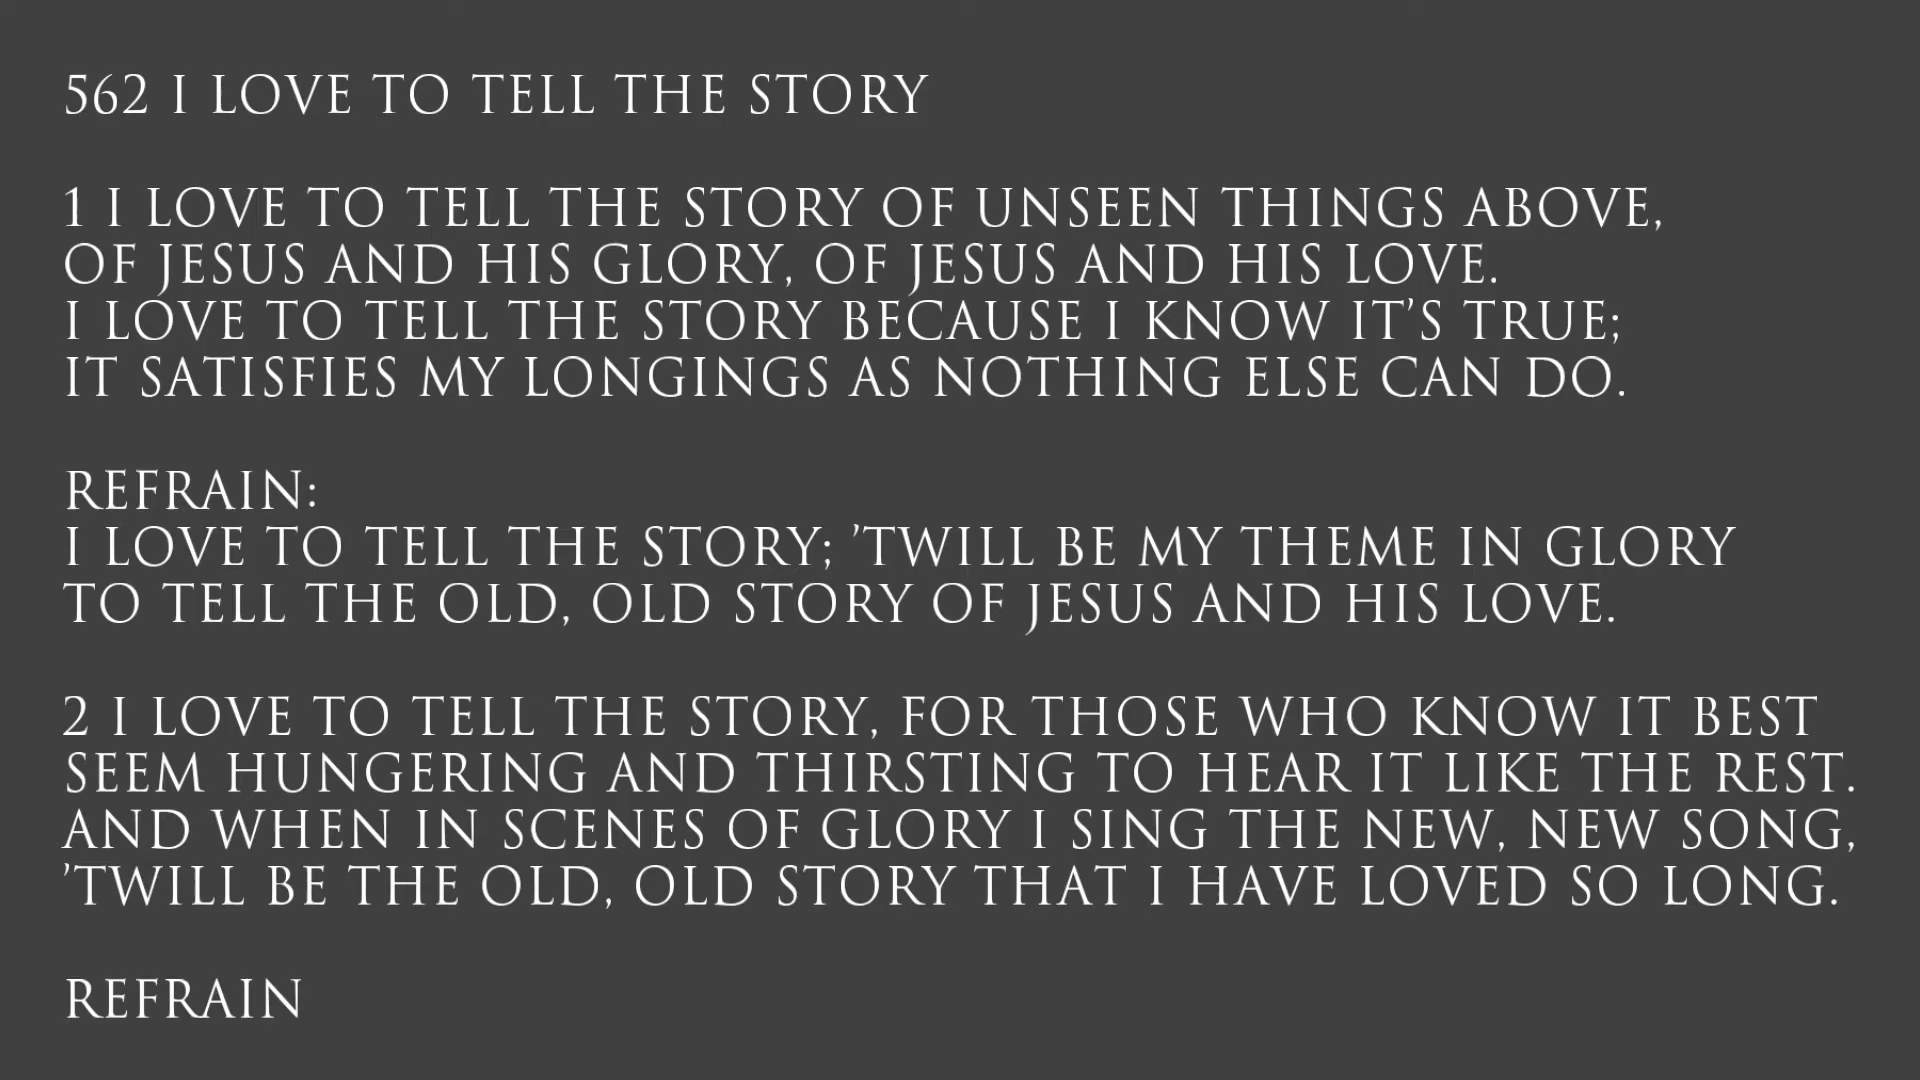 562 I LOVE TO TELL THE STORY
1 I LOVE TO TELL THE STORY OF UNSEEN THINGS ABOVE,
OF JESUS AND HIS GLORY, OF JESUS AND HIS LOVE.
I LOVE TO TELL THE STORY BECAUSE I KNOW IT’S TRUE;
IT SATISFIES MY LONGINGS AS NOTHING ELSE CAN DO.
REFRAIN:
I LOVE TO TELL THE STORY; ’TWILL BE MY THEME IN GLORY
TO TELL THE OLD, OLD STORY OF JESUS AND HIS LOVE.
2 I LOVE TO TELL THE STORY, FOR THOSE WHO KNOW IT BEST
SEEM HUNGERING AND THIRSTING TO HEAR IT LIKE THE REST.
AND WHEN IN SCENES OF GLORY I SING THE NEW, NEW SONG,
’TWILL BE THE OLD, OLD STORY THAT I HAVE LOVED SO LONG.
REFRAIN